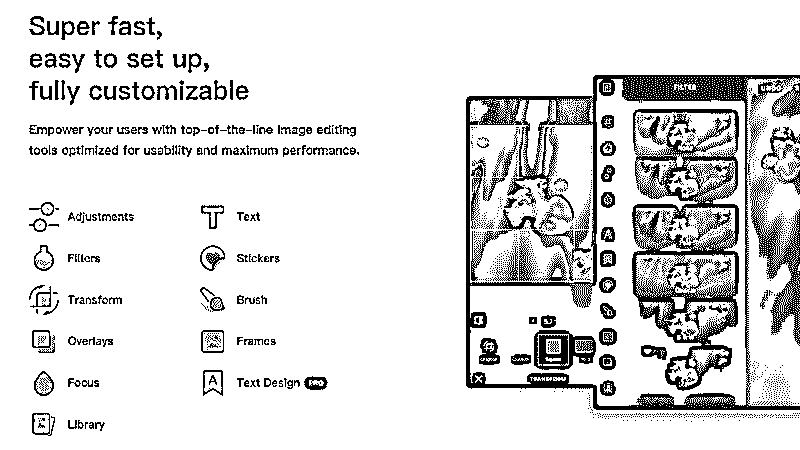 Super fast,
easy to set up,
fully customizable
Empower your users with top-of-the-line image editing
tools optimized for usability and maximum performance.
Adjustments
Text
Filters
Stickers
Transform
Brush
Overlays
Frames
Focus
Text Design PRO
Library
FILTER
TRANSFORM